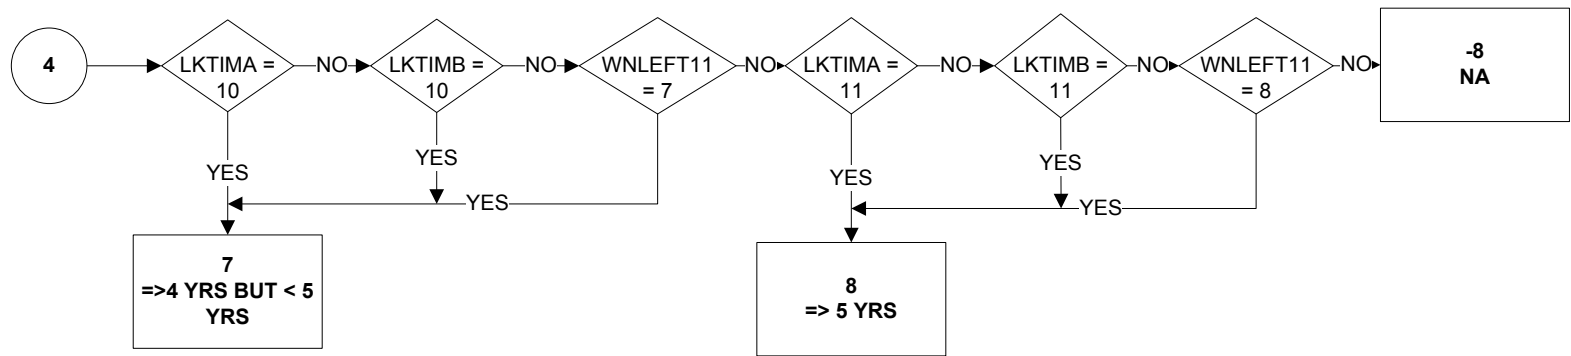 4
LKTIMA =
10
NO
LKTIMB =
10
NO
WNLEFT11
= 7
NO
LKTIMA =
11
NO
LKTIMB =
11
NO
WNLEFT11
= 8
NO
-8
NA
YES
YES
YES
YES
YES
YES
7
=>4 YRS BUT < 5
YRS
8
=> 5 YRS